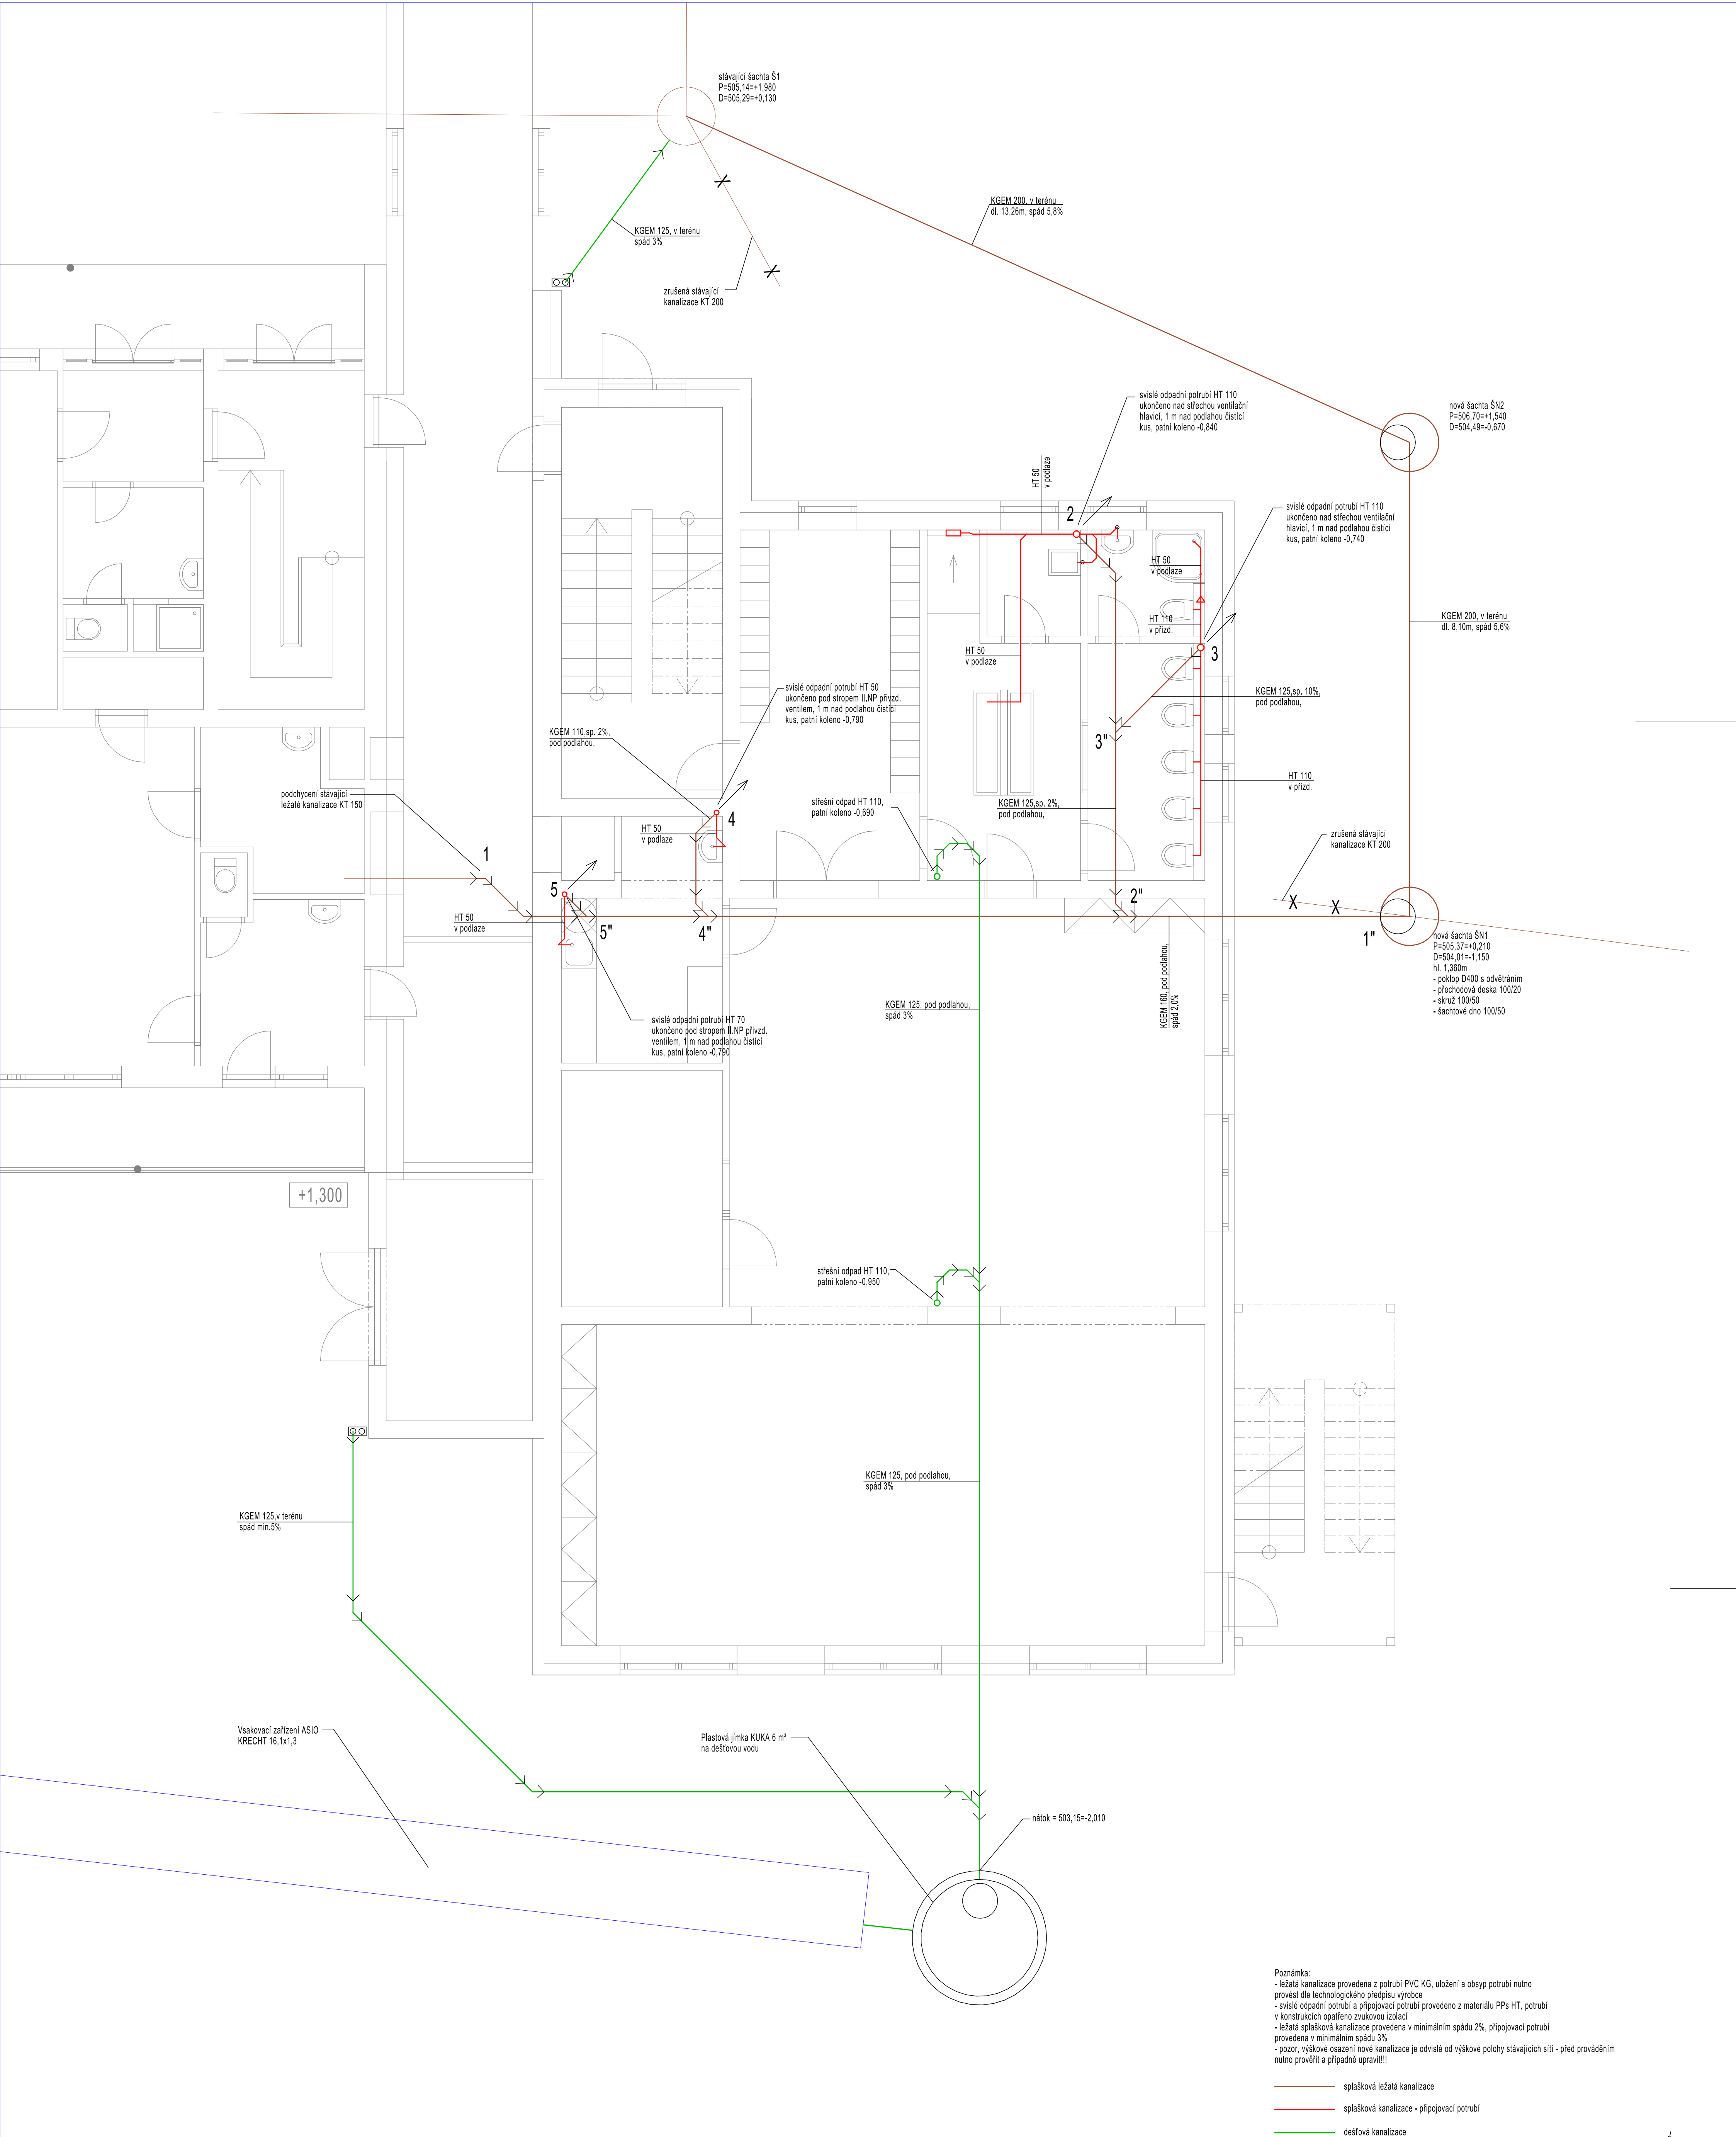 stávající šachta Š1
P=505,14=+1,980
D=505,29=+0,130
KGEM 200, v terénu
dl. 13,26m, spád 5,8%
KGEM 125, v terénu
spád 3%
zrušená stávající
kanalizace KT 200
svislé odpadní potrubí HT 110
ukončeno nad střechou ventilační
hlavicí, 1 m nad podlahou čistící
kus, patní koleno -0,840
nová šachta ŠN2
P=506,70=+1,540
D=504,49=-0,670
HT 50
v podlaze
2
svislé odpadní potrubí HT 110
ukončeno nad střechou ventilační
hlavicí, 1 m nad podlahou čistící
kus, patní koleno -0,740
HT 50
v podlaze
HT 110
v přizd.
KGEM 200, v terénu
dl. 8,10m, spád 5,6%
HT 50
v podlaze
3
svislé odpadní potrubí HT 50
ukončeno pod stropem II.NP přivzd.
ventilem, 1 m nad podlahou čistící
kus, patní koleno -0,790
KGEM 125,sp. 10%,
pod podlahou,
KGEM 110,sp. 2%,
pod podlahou,
3"
HT 110
v přizd.
podchycení stávající
ležaté kanalizace KT 150
střešní odpad HT 110,
patní koleno -0,690
KGEM 125,sp. 2%,
pod podlahou,
4
HT 50
v podlaze
zrušená stávající
kanalizace KT 200
1
5
2"
X X
HT 50
v podlaze
5"
4"
1"
nová šachta ŠN1
P=505,37=+0,210
D=504,01=-1,150
hl. 1,360m
- poklop D400 s odvětráním
- přechodová deska 100/20
- skruž 100/50
- šachtové dno 100/50
KGEM 160, pod podlahou,
spád 2,0%
KGEM 125, pod podlahou,
spád 3%
svislé odpadní potrubí HT 70
ukončeno pod stropem II.NP přivzd.
ventilem, 1 m nad podlahou čistící
kus, patní koleno -0,790
+1,300
střešní odpad HT 110,
patní koleno -0,950
KGEM 125, pod podlahou,
spád 3%
KGEM 125,v terénu
spád min.5%
Vsakovací zařízení ASIO
KRECHT 16,1x1,3
Plastová jímka KUKA 6 m³
na dešťovou vodu
nátok = 503,15=-2,010
Poznámka:
- ležatá kanalizace provedena z potrubí PVC KG, uložení a obsyp potrubí nutno
provést dle technologického předpisu výrobce
- svislé odpadní potrubí a připojovací potrubí provedeno z materiálu PPs HT, potrubí
v konstrukcích opatřeno zvukovou izolací
- ležatá splašková kanalizace provedena v minimálním spádu 2%, připojovací potrubí
provedena v minimálním spádu 3%
- pozor, výškové osazení nové kanalizace je odvislé od výškové polohy stávajících sítí - před prováděním
nutno prověřit a případně upravit!!!
splašková ležatá kanalizace
splašková kanalizace - připojovací potrubí
dešťová kanalizace